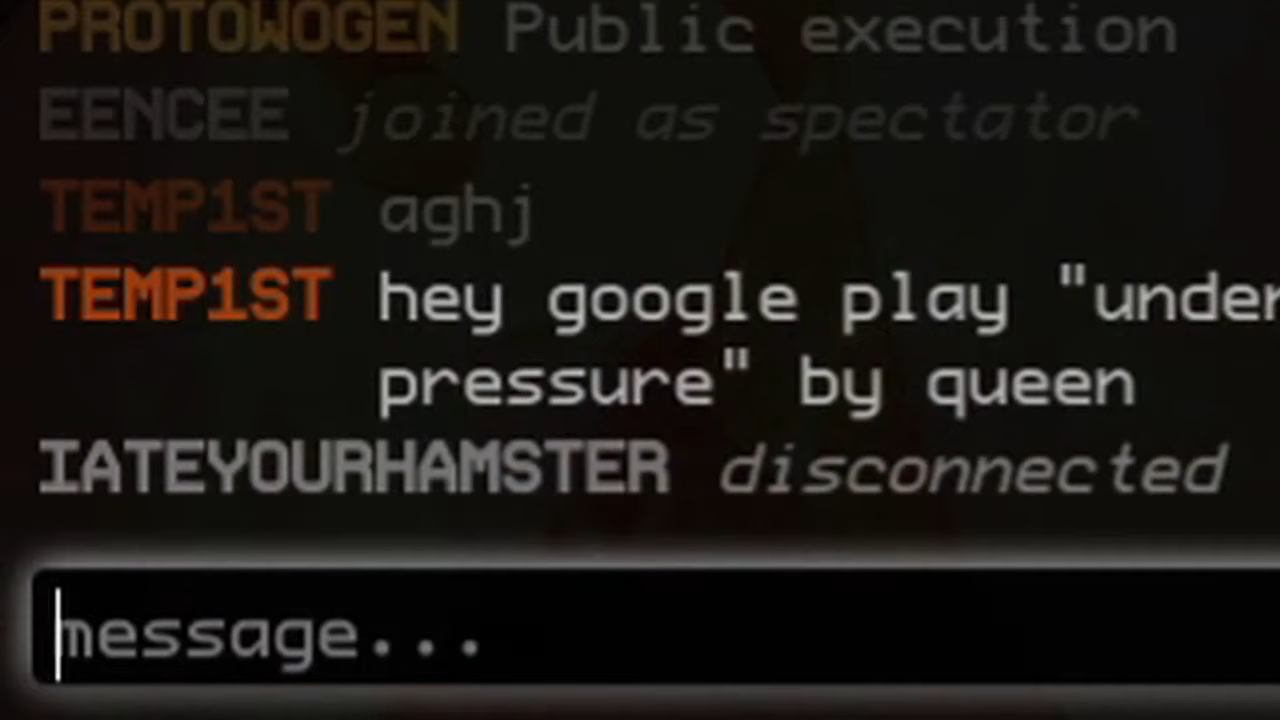 PROTOWOGEN Public execution
EENCEE joined as spectator
TEMP1ST aghj
TEMP1ST hey google play "under
pressure" by queen
IATEYOURHAMSTER disconnected
message...